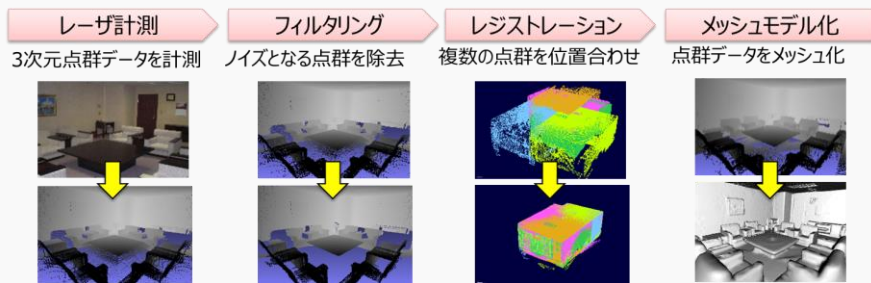 レーザ計測
フィルタリング
レジストレーション
メッシュモデル化
3次元点群データを計測
ノイズとなる点群を除去
複数の点群を位置合わせ
点群データをメッシュ化